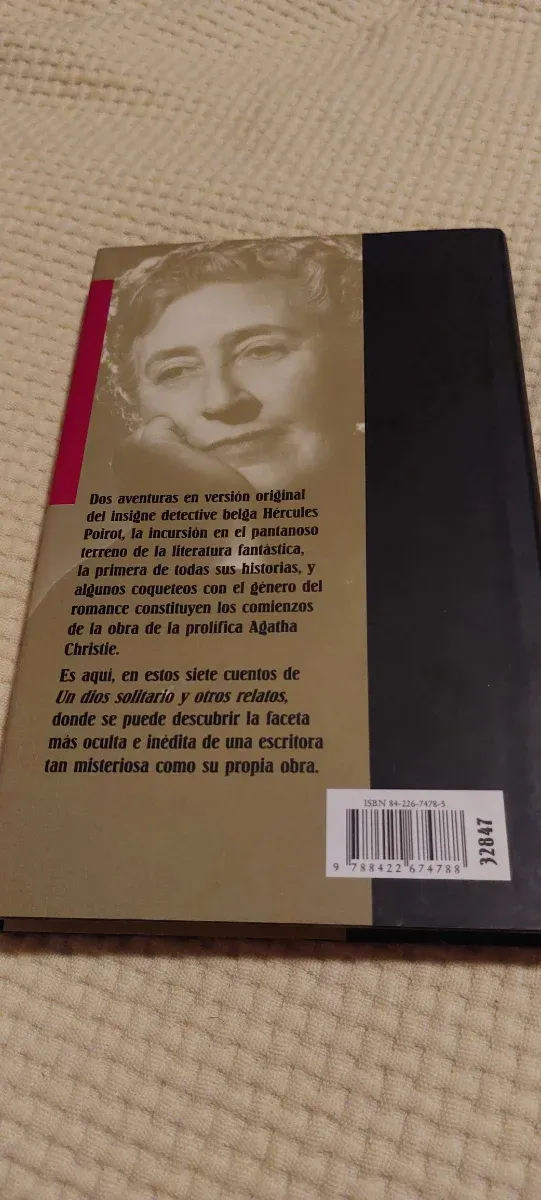 Dos aventuras en versión original
del insigne detective belga Hércules
Poirot, la incursión en el pantanoso
terreno de la literatura fantástica,
la primera de todas sus historias, y
algunos coqueteos con el género del
romance constituyen los comienzos
de la obra de la prolífica Agatha
Christie.
Es aquí, en estos siete cuentos de
Un dios solitario y otros relatos,
donde se puede descubrir la faceta
más oculta e inédita de una escritora
tan misteriosa como su propia obra.
ISBN 84-226-7478-5
9 788422 674788
32847